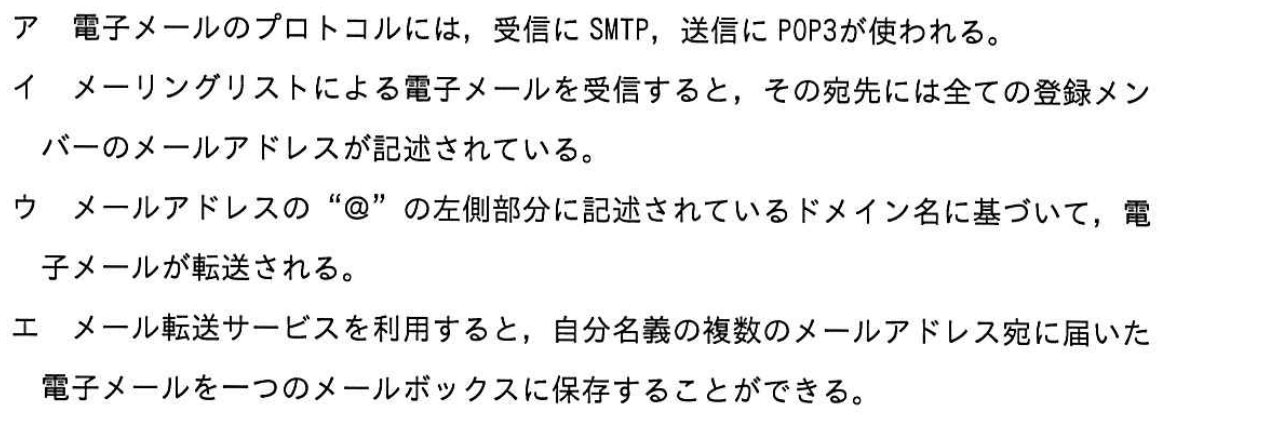 ア　電子メールのプロトコルには，受信に SMTP，送信に POP3が使われる。
イ　メーリングリストによる電子メールを受信すると，その宛先には全ての登録メン
バーのメールアドレスが記述されている。
ウ　メールアドレスの“@”の左側部分に記述されているドメイン名に基づいて，電
子メールが転送される。
エ　メール転送サービスを利用すると，自分名義の複数のメールアドレス宛に届いた
電子メールを一つのメールボックスに保存することができる。